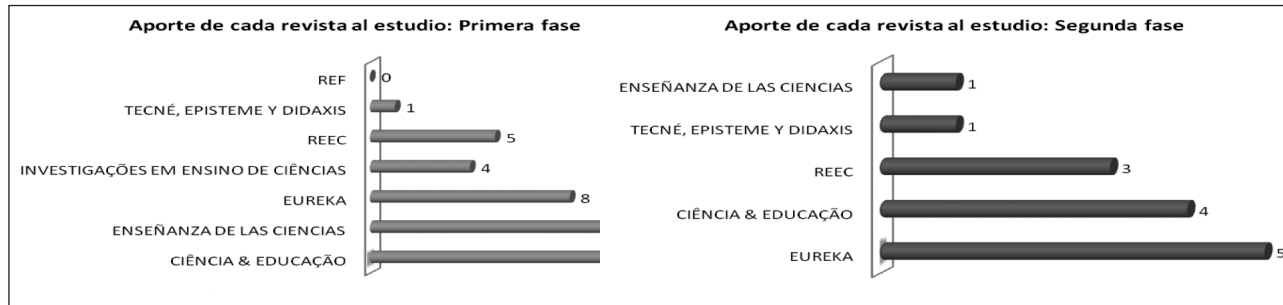 Aporte de cada revista al estudio: Primera fase
REF 0
TECNÉ, EPISTEME Y DIDAXIS 1
REEC 5
INVESTIGAÇÕES EM ENSINO DE CIÊNCIAS 4
EUREKA 8
ENSEÑANZA DE LAS CIENCIAS
CIÊNCIA & EDUCAÇÃO
Aporte de cada revista al estudio: Segunda fase
ENSEÑANZA DE LAS CIENCIAS 1
TECNÉ, EPISTEME Y DIDAXIS 1
REEC 3
CIÊNCIA & EDUCAÇÃO 4
EUREKA 5